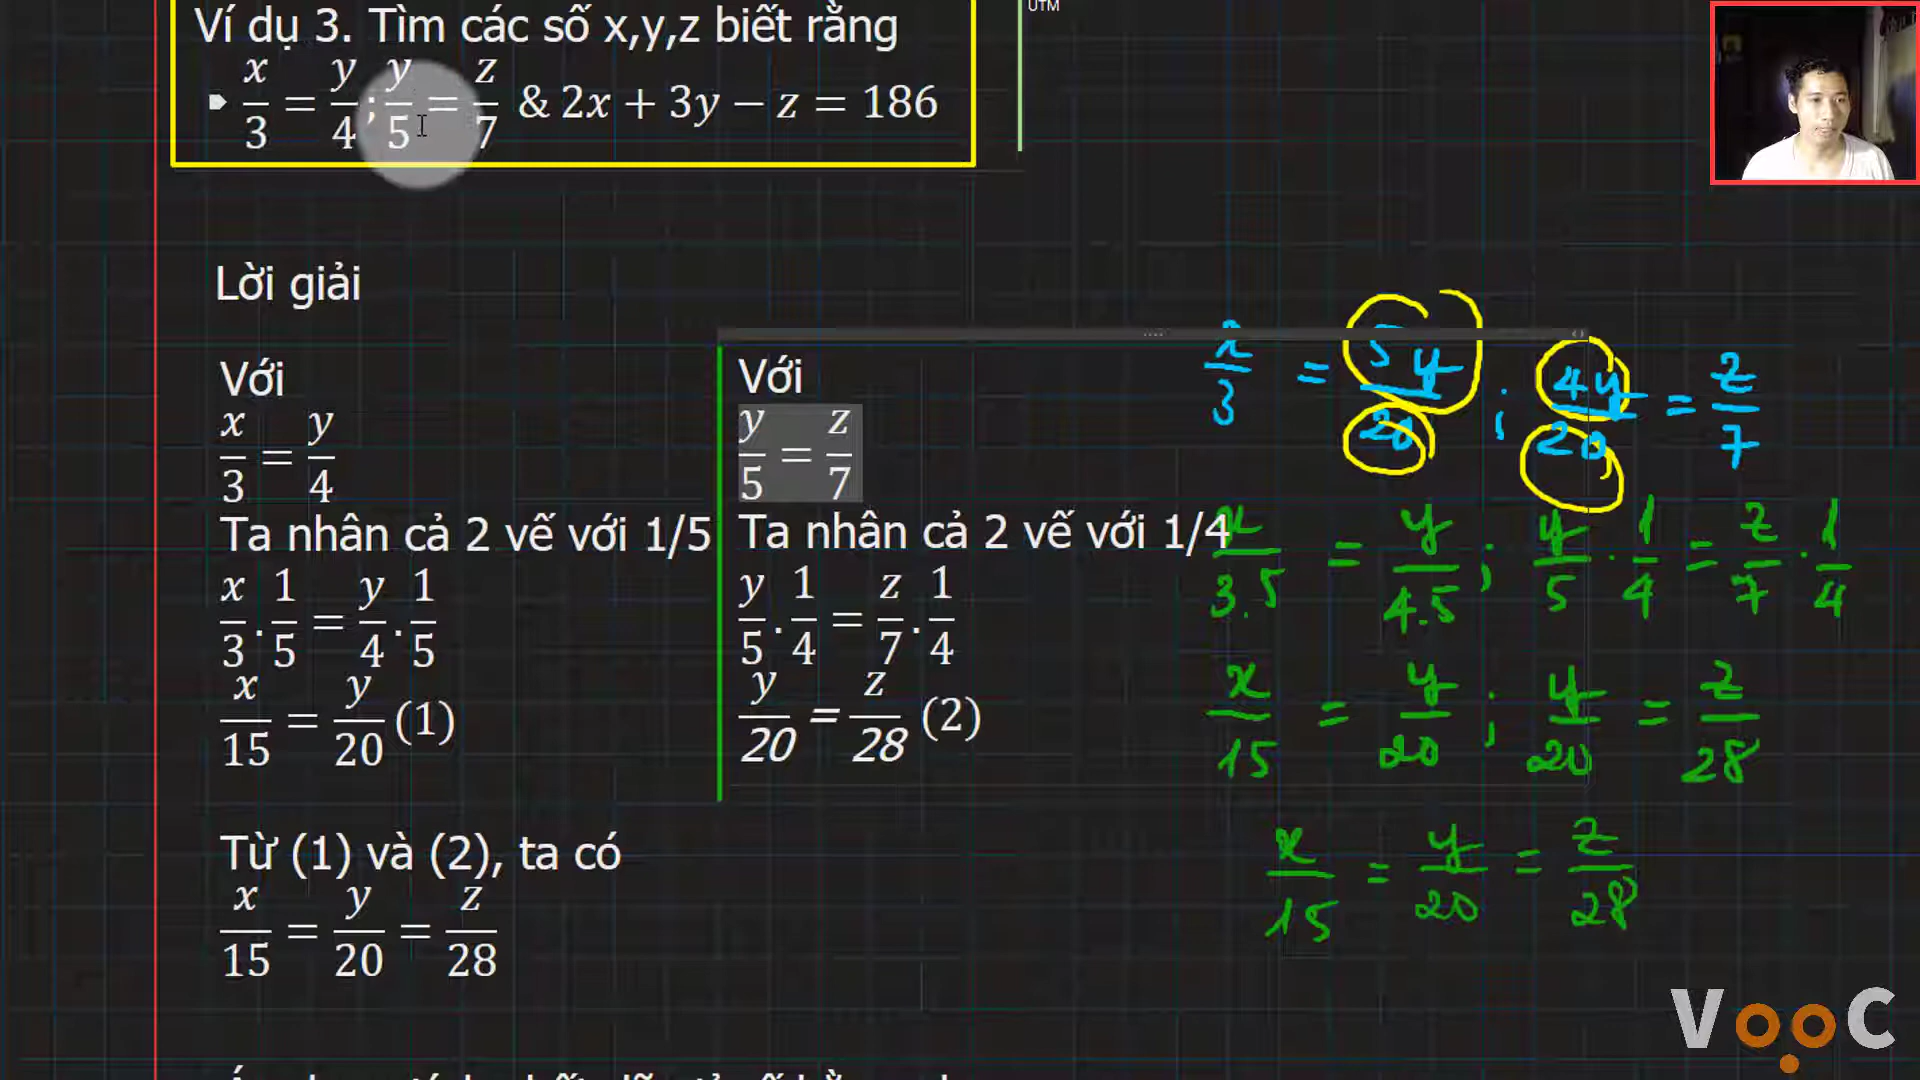 UTM
Ví dụ 3. Tìm các số x,y,z biết rằng
x/3 = y/4 ; y/5 = z/7 & 2x + 3y − z = 186
Lời giải
Với
x/3 = y/4
Ta nhân cả 2 vế với 1/5
x/3 . 1/5 = y/4 . 1/5
x/15 = y/20 (1)
Với
y/5 = z/7
Ta nhân cả 2 vế với 1/4
y/5 . 1/4 = z/7 . 1/4
y/20 = z/28 (2)
Từ (1) và (2), ta có
x/15 = y/20 = z/28
x/3 = 5y/20 ; 4y/20 = z/7
x/3.5 = y/4.5 ; y/5 . 1/4 = z/7 . 1/4
x/15 = y/20 ; y/20 = z/28
x/15 = y/20 = z/28
VooC